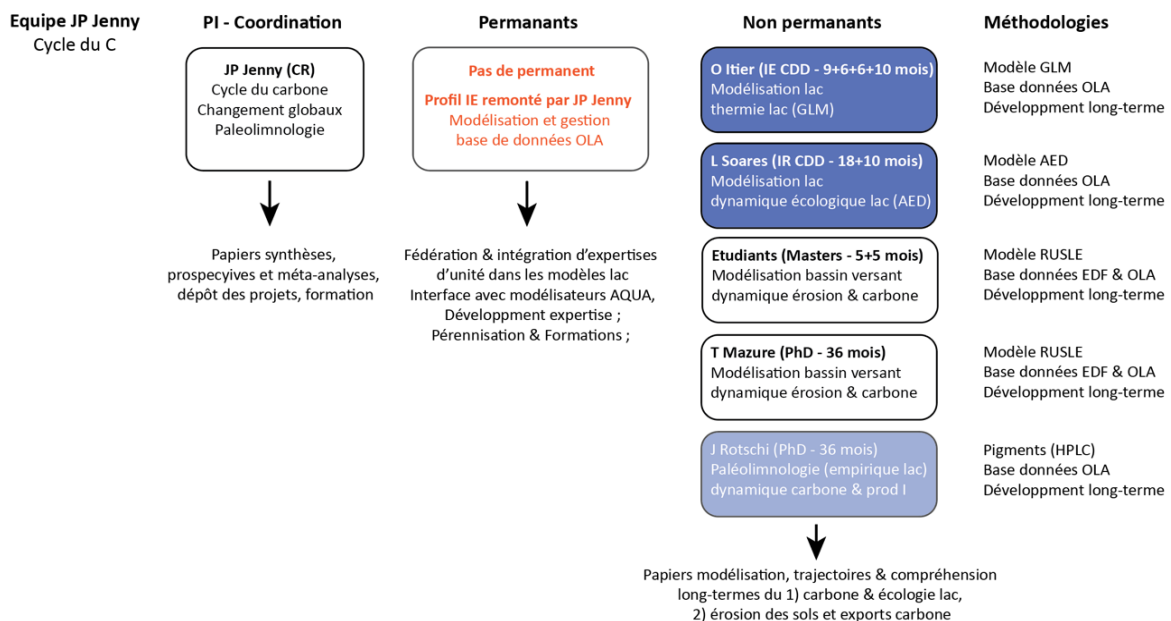 Equipe JP Jenny
Cycle du C
PI - Coordination
JP Jenny (CR)
Cycle du carbone
Changement globaux
Paleolimnologie
Papiers synthèses,
prospecyives et méta-analyses,
dépôt des projets, formation
Permanants
Pas de permanent
Profil IE remonté par JP Jenny
Modélisation et gestion
base de données OLA
Fédération & intégration d’expertises
d’unité dans les modèles lac
Interface avec modélisateurs AQUA,
Développment expertise ;
Pérennisation & Formations ;
Non permanants
O Itier (IE CDD - 9+6+6+10 mois)
Modélisation lac
thermie lac (GLM)
L Soares (IR CDD - 18+10 mois)
Modélisation lac
dynamique écologique lac (AED)
Etudiants (Masters - 5+5 mois)
Modélisation bassin versant
dynamique érosion & carbone
T Mazure (PhD - 36 mois)
Modélisation bassin versant
dynamique érosion & carbone
J Rotschi (PhD - 36 mois)
Paléolimnologie (empirique lac)
dynamique carbone & prod I
Papiers modélisation, trajectoires & compréhension
long-termes du 1) carbone & écologie lac,
2) érosion des sols et exports carbone
Méthodologies
Modèle GLM
Base données OLA
Développment long-terme
Modèle AED
Base données OLA
Développment long-terme
Modèle RUSLE
Base données EDF & OLA
Développment long-terme
Modèle RUSLE
Base données EDF & OLA
Développment long-terme
Pigments (HPLC)
Base données OLA
Développment long-terme